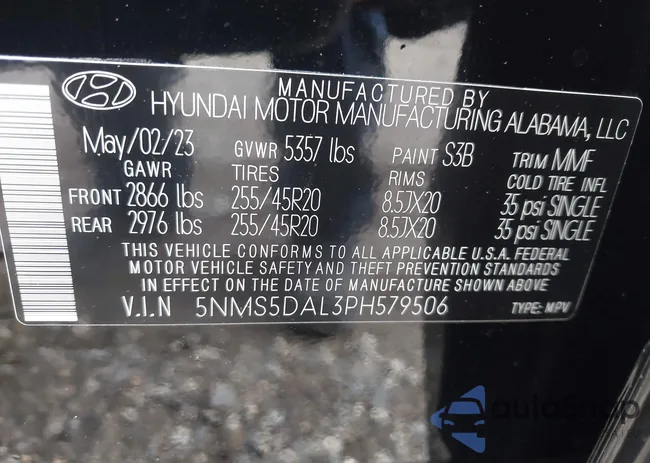 MANUFACTURED BY
HYUNDAI MOTOR MANUFACTURING ALABAMA, LLC
May/02/23 GVWR 5357 lbs PAINT S3B TRIM MMF
GAWR TIRES RIMS COLD TIRE INFL
FRONT 2866 lbs 255/45R20 8.5JX20 35 psi SINGLE
REAR 2976 lbs 255/45R20 8.5JX20 35 psi SINGLE
THIS VEHICLE CONFORMS TO ALL APPLICABLE U.S.A. FEDERAL
MOTOR VEHICLE SAFETY AND THEFT PREVENTION STANDARDS
IN EFFECT ON THE DATE OF MANUFACTURE SHOWN ABOVE
V.I.N 5NMS5DAL3PH579506 TYPE: MPV